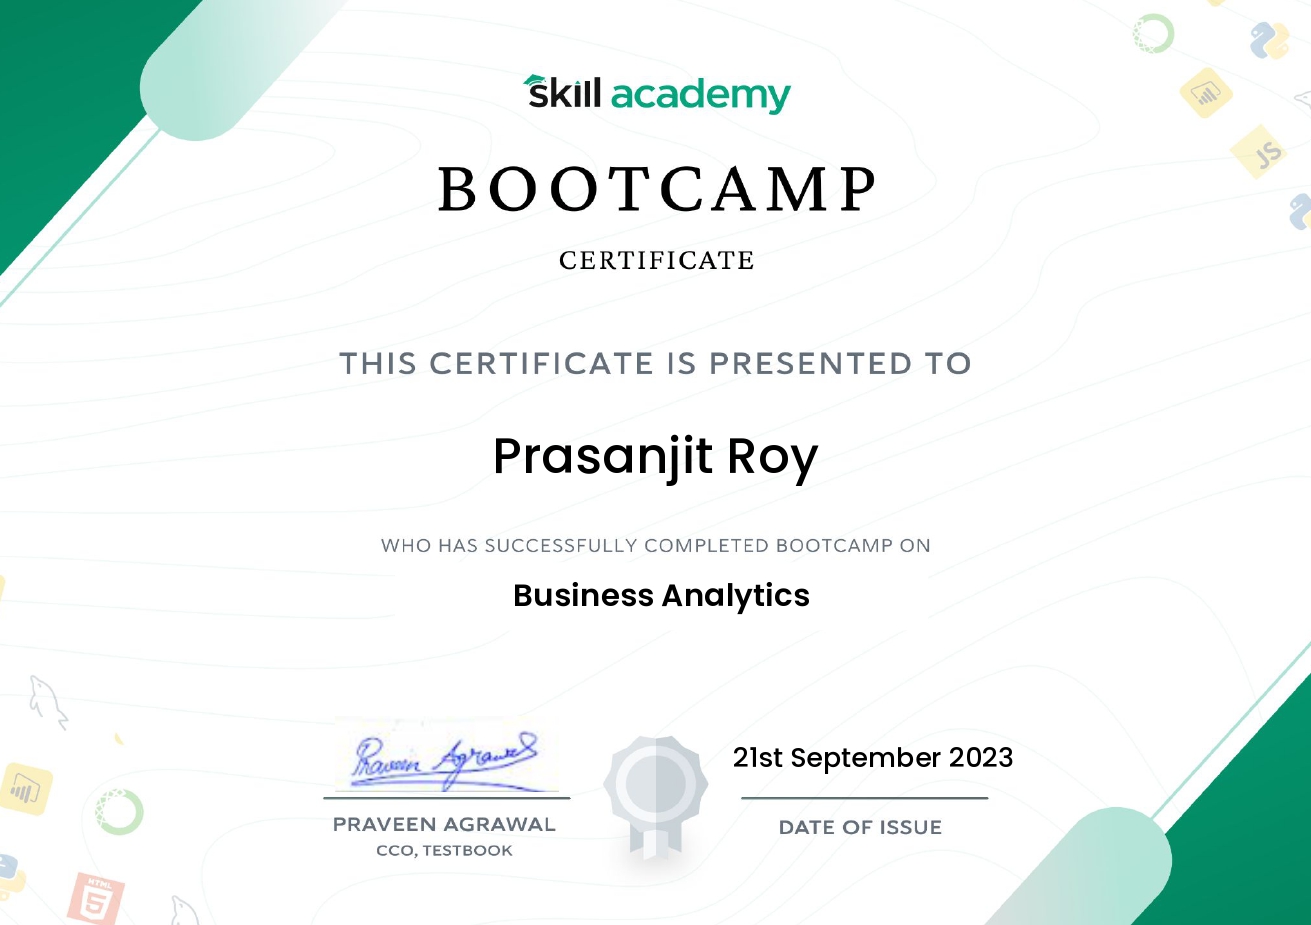 skill academy
BOOTCAMP
CERTIFICATE
THIS CERTIFICATE IS PRESENTED TO
Prasanjit Roy
WHO HAS SUCCESSFULLY COMPLETED BOOTCAMP ON
Business Analytics
Praveen Agrawal
21st September 2023
PRAVEEN AGRAWAL
DATE OF ISSUE
CCO, TESTBOOK
JS
HTML
5